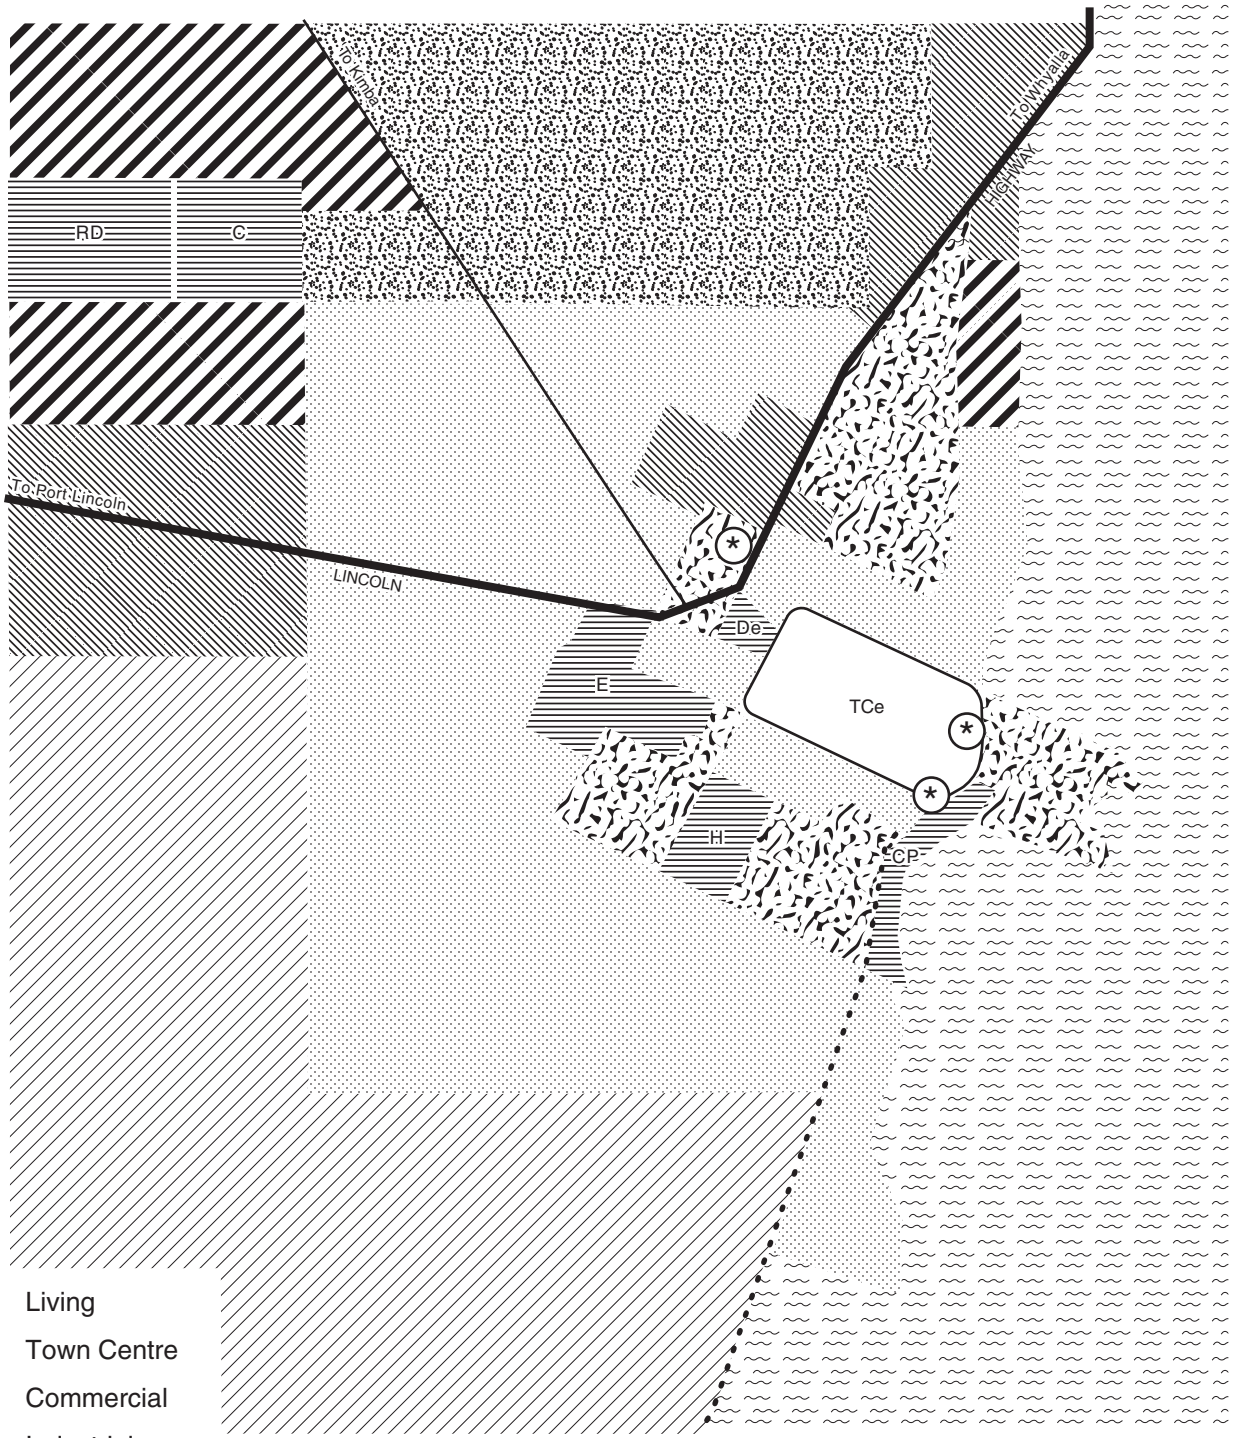 To Kimba
To Whyalla
HIGHWAY
RD
C
To Port Lincoln
LINCOLN
De
E
TCe
*
*
*
H
CP
Living
Town Centre
Commercial